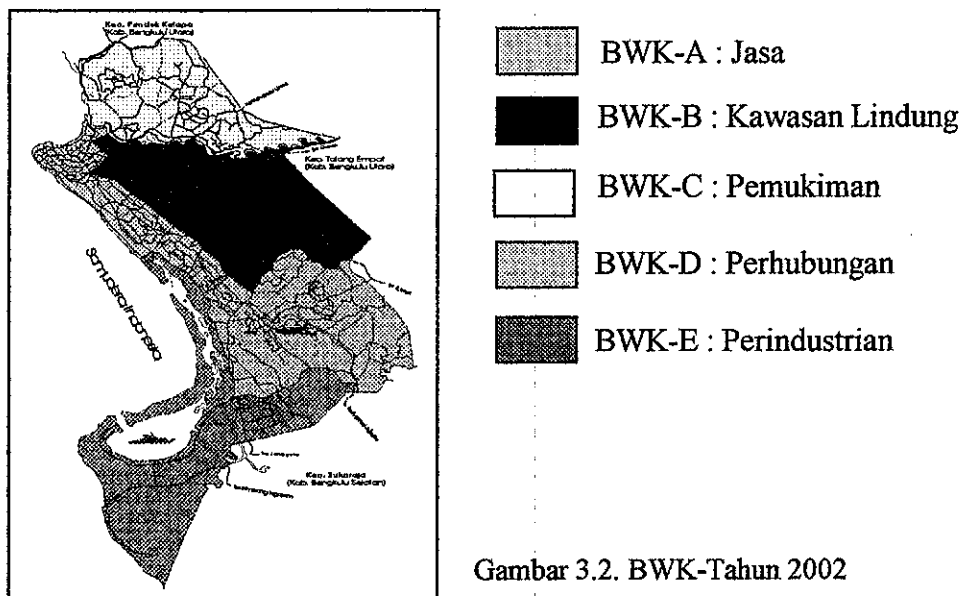 Kec. Pondok Kelapa
(Kab. Bengkulu Utara)
Kec. Talang Empat
(Kab. Bengkulu Utara)
Samudera Indonesia
Kec. Sukaraja
(Kab. Bengkulu Selatan)
BWK-A : Jasa
BWK-B : Kawasan Lindung
BWK-C : Pemukiman
BWK-D : Perhubungan
BWK-E : Perindustrian
Gambar 3.2. BWK-Tahun 2002